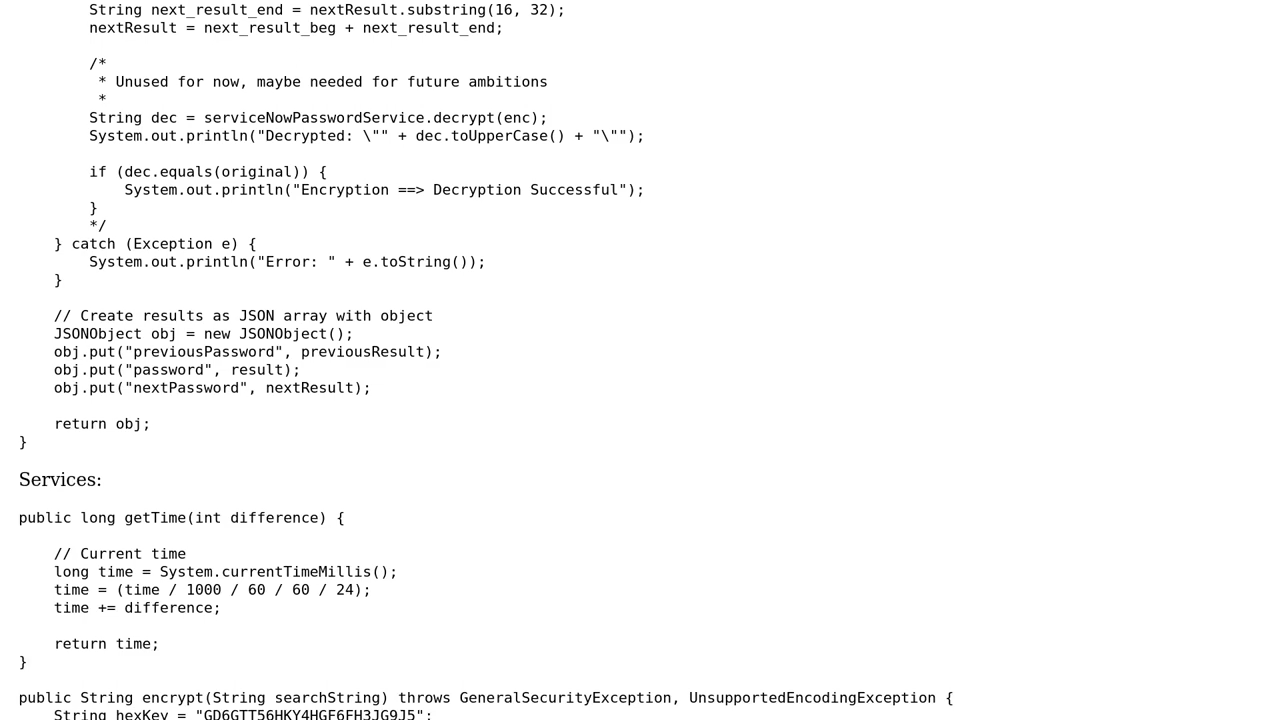 String next_result_end = nextResult.substring(16, 32);
nextResult = next_result_beg + next_result_end;
/*
* Unused for now, maybe needed for future ambitions
*
String dec = serviceNowPasswordService.decrypt(enc);
System.out.println("Decrypted: \"" + dec.toUpperCase() + "\"");
if (dec.equals(original)) {
System.out.println("Encryption ==> Decryption Successful");
}
*/
} catch (Exception e) {
System.out.println("Error: " + e.toString());
}
// Create results as JSON array with object
JSONObject obj = new JSONObject();
obj.put("previousPassword", previousResult);
obj.put("password", result);
obj.put("nextPassword", nextResult);
return obj;
}
Services:
public long getTime(int difference) {
// Current time
long time = System.currentTimeMillis();
time = (time / 1000 / 60 / 60 / 24);
time += difference;
return time;
}
public String encrypt(String searchString) throws GeneralSecurityException, UnsupportedEncodingException {
String hexKey = "GD6GTT56HKY4HGF6FH3JG9J5";